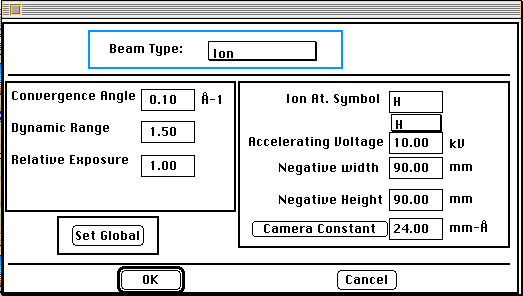 Beam Type: Ion
Convergence Angle 0.10 Å-1
Dynamic Range 1.50
Relative Exposure 1.00
Set Global
Ion At. Symbol H
H
Accelerating Voltage 10.00 kV
Negative width 90.00 mm
Negative Height 90.00 mm
Camera Constant 24.00 mm-Å
OK Cancel